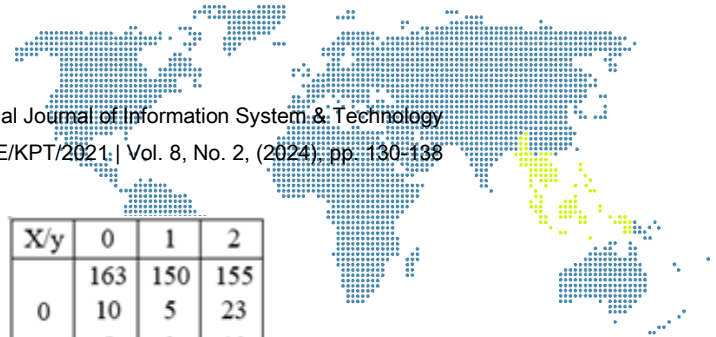 al Journal of Information System & Technology
E/KPT/2021 | Vol. 8, No. 2, (2024), pp. 130-138
X/y 0 1 2
163 150 155
0 10 5 23